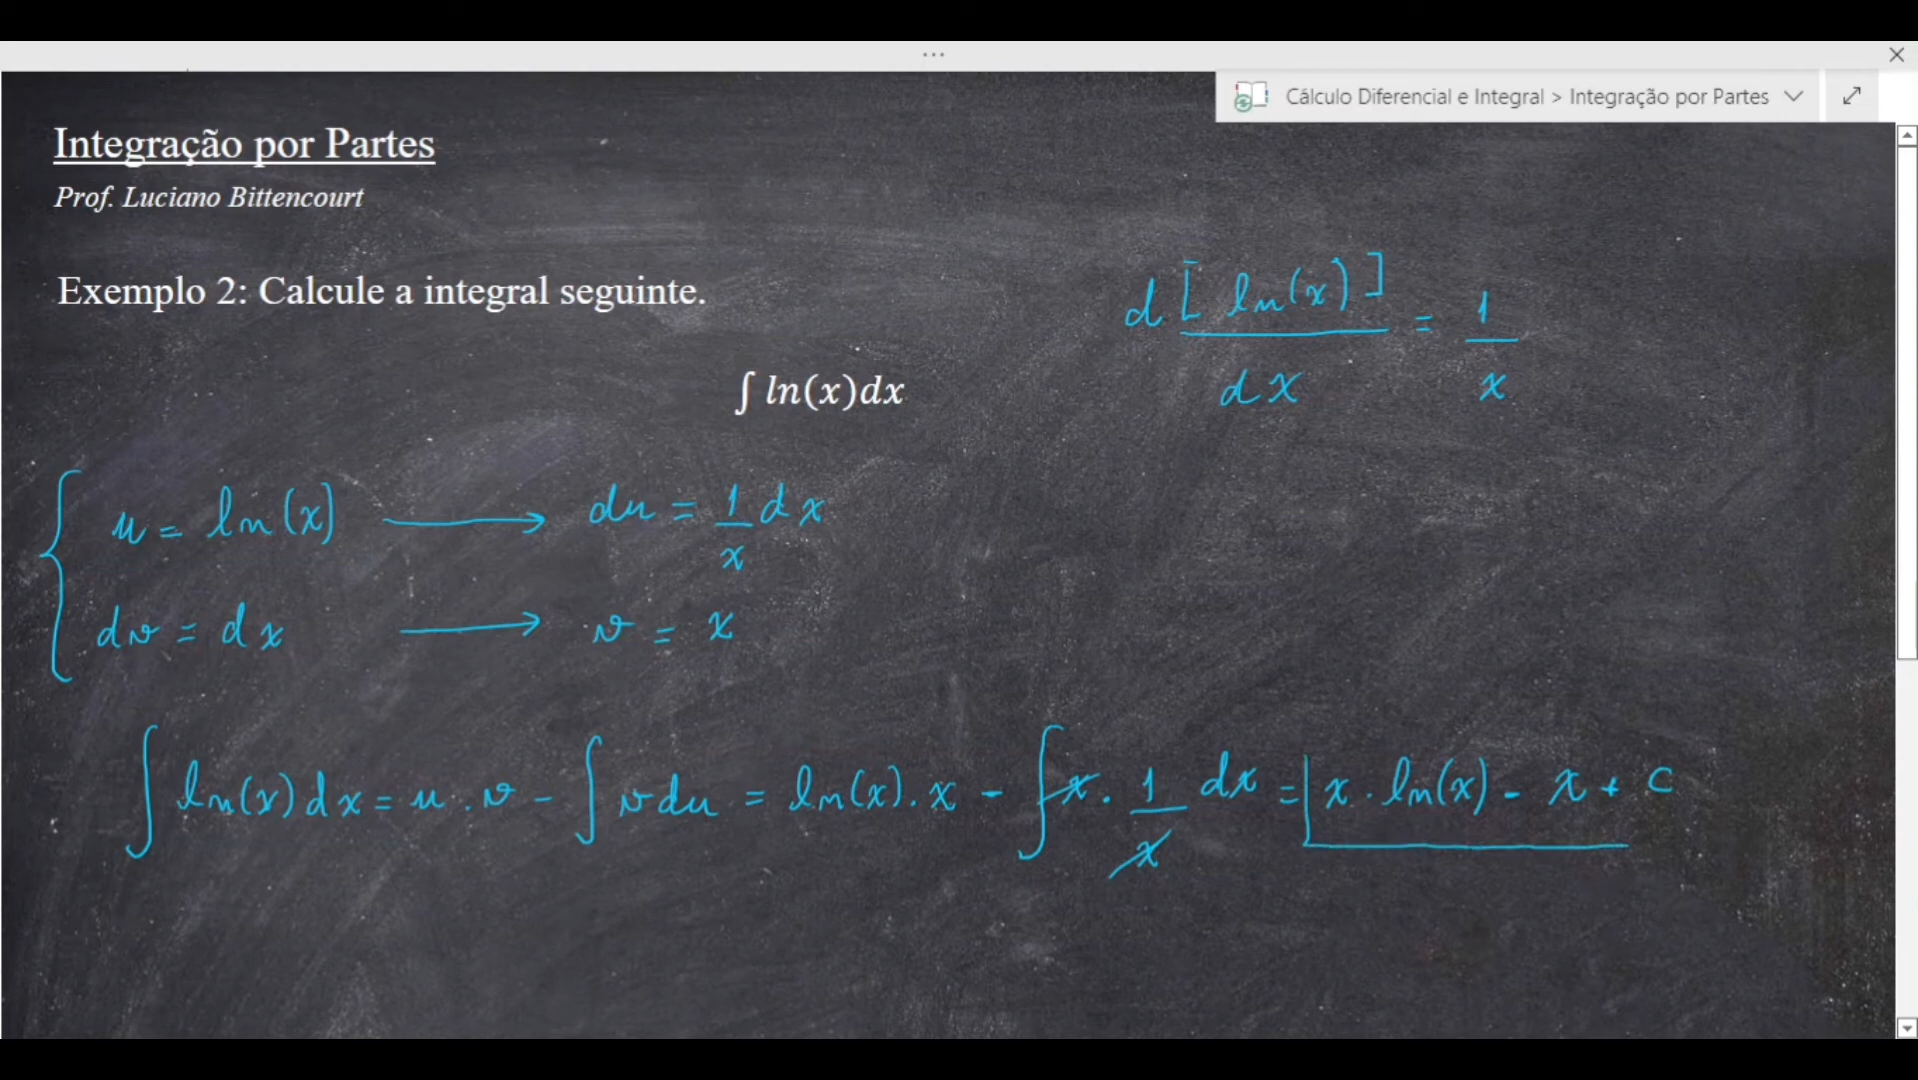 Cálculo Diferencial e Integral > Integração por Partes
Integração por Partes
Prof. Luciano Bittencourt
Exemplo 2: Calcule a integral seguinte.
d[ln(x)]/dx = 1/x
∫ ln(x)dx
u = ln(x) → du = 1/x dx
dv = dx → v = x
∫ ln(x)dx = u . v - ∫ v du = ln(x) . x - ∫ x . 1/x dx = x . ln(x) - x + c